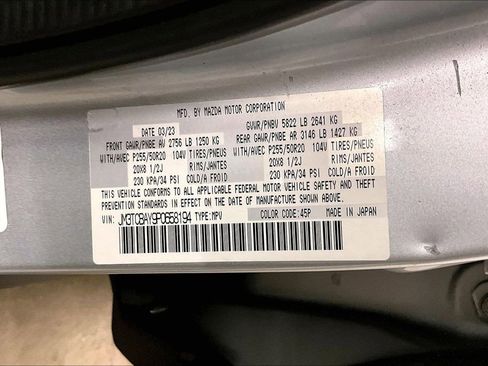 MFD. BY MAZDA MOTOR CORPORATION
DATE 03/23 GVWR/PNBV 5822 LB 2641 KG
FRONT GAWR/PNBE AV 2756 LB 1250 KG REAR GAWR/PNBE AR 3146 LB 1427 KG
WITH/AVEC P255/50R20 104V TIRES/PNEUS WITH/AVEC P255/50R20 104V TIRES/PNEUS
20X8 1/2J RIMS/JANTES 20X8 1/2J RIMS/JANTES
230 KPA/34 PSI COLD/A FROID 230 KPA/34 PSI COLD/A FROID
THIS VEHICLE CONFORMS TO ALL APPLICABLE FEDERAL MOTOR VEHICLE SAFETY AND THEFT
PREVENTION STANDARDS IN EFFECT ON THE DATE OF MANUFACTURE SHOWN ABOVE.
VIN: JM3TCBAY9P0658194 TYPE:MPV COLOR CODE:45P MADE IN JAPAN